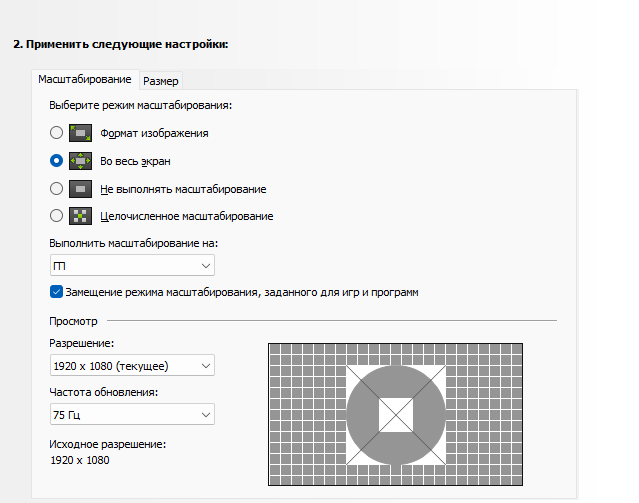 2. Применить следующие настройки:
Масштабирование
Размер
Выберите режим масштабирования:
Формат изображения
Во весь экран
Не выполнять масштабирование
Целочисленное масштабирование
Выполнить масштабирование на:
ГП
Замещение режима масштабирования, заданного для игр и программ
Просмотр
Разрешение:
1920 x 1080 (текущее)
Частота обновления:
75 Гц
Исходное разрешение:
1920 x 1080